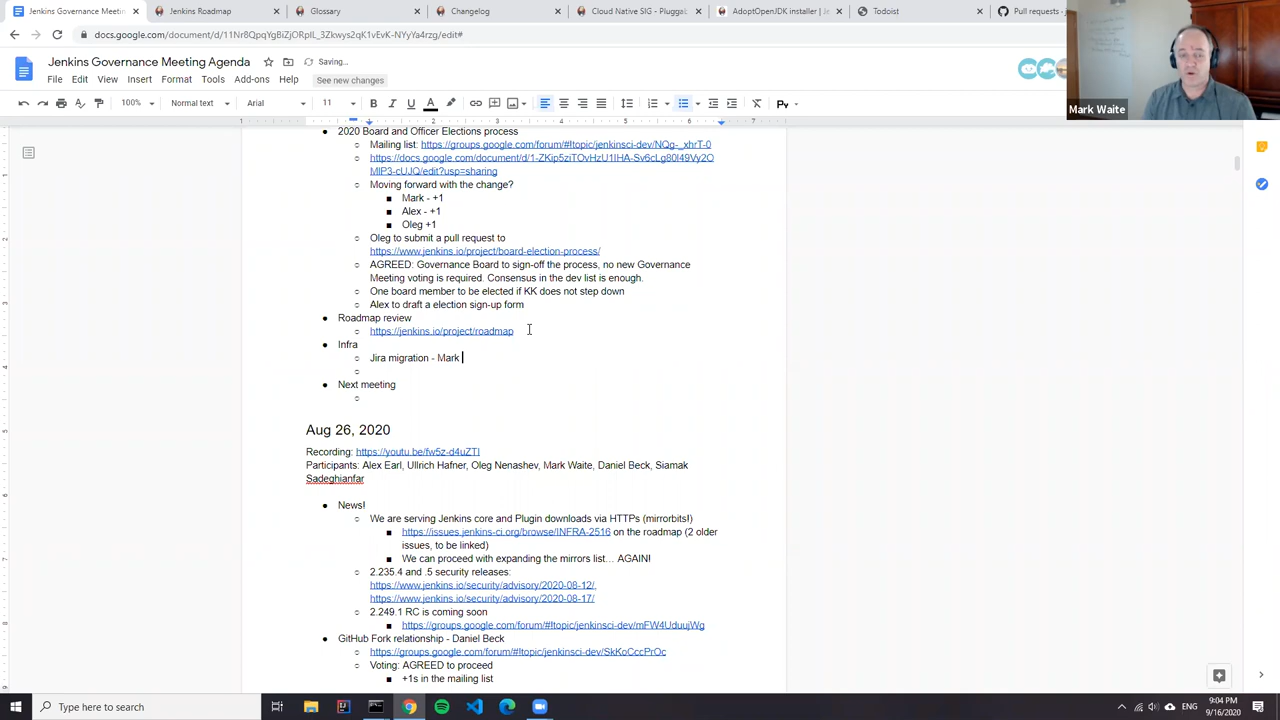 Jenkins Governance Meeting
Jenkins Roadmap
Glossary
Changelog
Cloud Native SIG - Pluggab
AdoptOpenJDK installer | Je
Todoist
Pull requests · j
docs.google.com/document/d/11Nr8QpqYgBiZjORplL_3Zkwys2qK1vEvK-NYyYa4rzg/edit#
Jenkins Governance Meeting Agenda
Saving...
File Edit View Insert Format Tools Add-ons Help See new changes
100% Normal text Arial 11
Mark Waite
2020 Board and Officer Elections process
Mailing list: https://groups.google.com/forum/#!topic/jenkinsci-dev/NQg-_xhrT-0
https://docs.google.com/document/d/1-ZKip5ziTOvHzU1IHA-Sv6cLg80l49Vy2O
MlP3-cUJQ/edit?usp=sharing
Moving forward with the change?
Mark - +1
Alex - +1
Oleg +1
Oleg to submit a pull request to
https://www.jenkins.io/project/board-election-process/
AGREED: Governance Board to sign-off the process, no new Governance
Meeting voting is required. Consensus in the dev list is enough.
One board member to be elected if KK does not step down
Alex to draft a election sign-up form
Roadmap review
https://jenkins.io/project/roadmap
Infra
Jira migration - Mark
Next meeting
Aug 26, 2020
Recording: https://youtu.be/fw5z-d4uZTI
Participants: Alex Earl, Ullrich Hafner, Oleg Nenashev, Mark Waite, Daniel Beck, Siamak
Sadeghianfar
News!
We are serving Jenkins core and Plugin downloads via HTTPs (mirrorbits!)
https://issues.jenkins-ci.org/browse/INFRA-2516 on the roadmap (2 older
issues, to be linked)
We can proceed with expanding the mirrors list… AGAIN!
2.235.4 and .5 security releases:
https://www.jenkins.io/security/advisory/2020-08-12/,
https://www.jenkins.io/security/advisory/2020-08-17/
2.249.1 RC is coming soon
https://groups.google.com/forum/#!topic/jenkinsci-dev/mFW4UduujWg
GitHub Fork relationship - Daniel Beck
https://groups.google.com/forum/#!topic/jenkinsci-dev/SkKoCccPrOc
Voting: AGREED to proceed
+1s in the mailing list
Type here to search
ENG
9:04 PM
9/16/2020